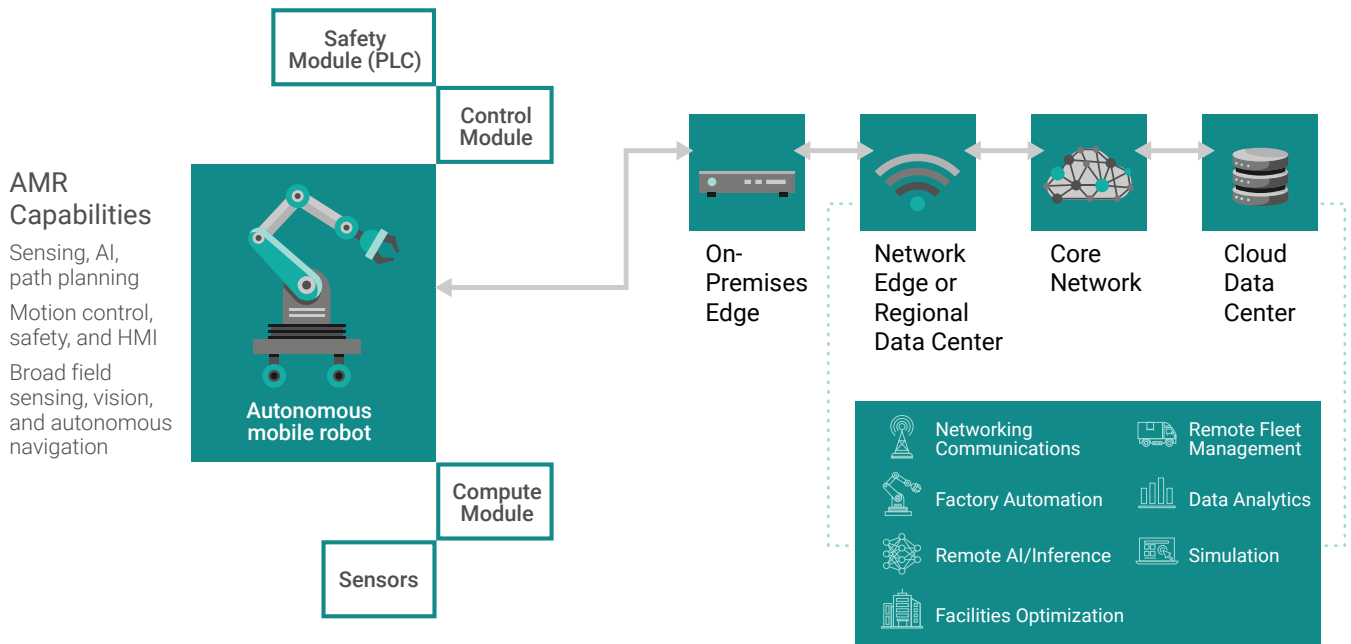 Safety
Module (PLC)
Control
Module
AMR
Capabilities
Sensing, AI,
path planning
Motion control,
safety, and HMI
Broad field
sensing, vision,
and autonomous
navigation
Autonomous
mobile robot
Compute
Module
Sensors
On-
Premises
Edge
Network
Edge or
Regional
Data Center
Core
Network
Cloud
Data
Center
Networking
Communications
Factory Automation
Remote AI/Inference
Facilities Optimization
Remote Fleet
Management
Data Analytics
Simulation